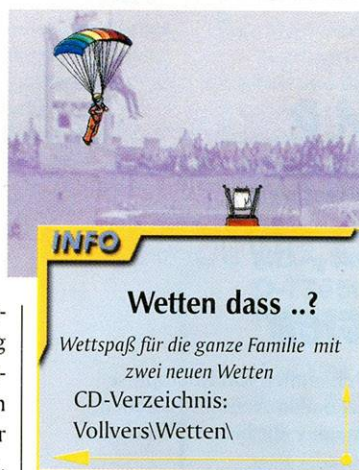 INFO
Wetten dass ..?
Wettspaß für die ganze Familie mit
zwei neuen Wetten
CD-Verzeichnis:
Vollvers\Wetten\
-
g
-
n
r